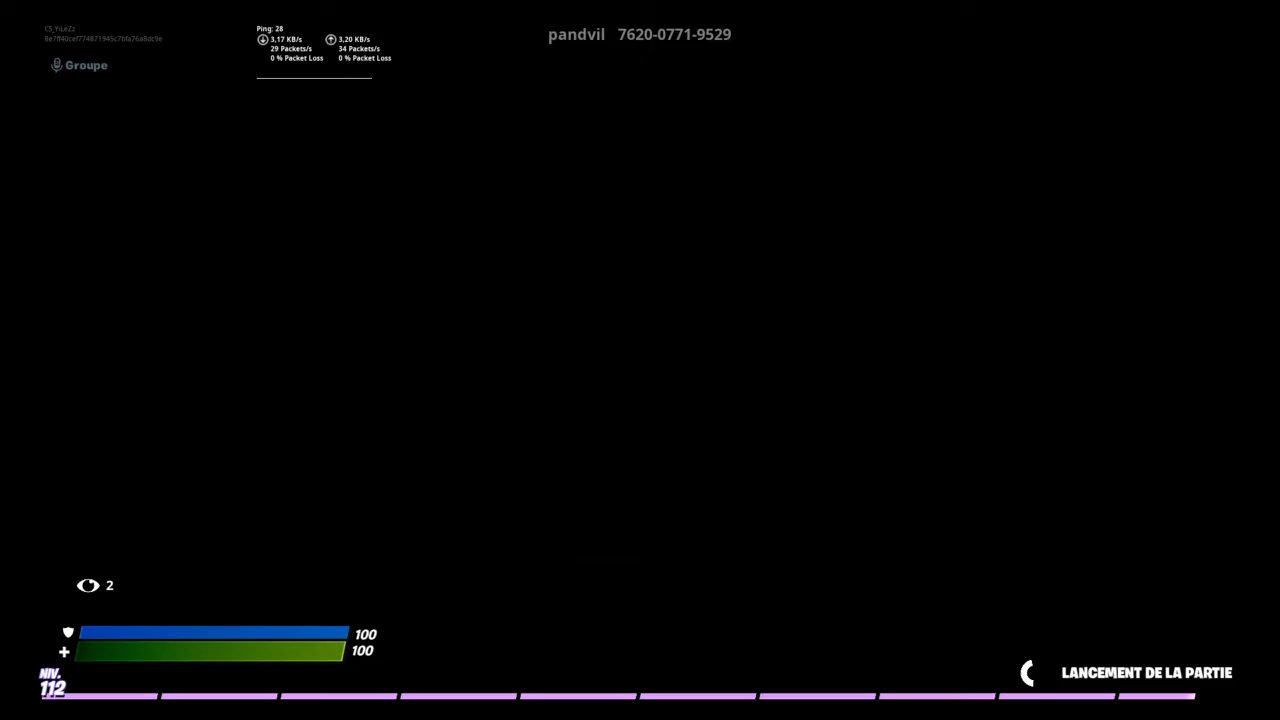 CS_YiLeZz
8e7ff40cef774871945c7bfa76a8dc9e
Groupe
Ping: 28
3,17 KB/s 3,20 KB/s
29 Packets/s 34 Packets/s
0 % Packet Loss 0 % Packet Loss
pandvil 7620-0771-9529
2
100
100
NIV.
112
LANCEMENT DE LA PARTIE